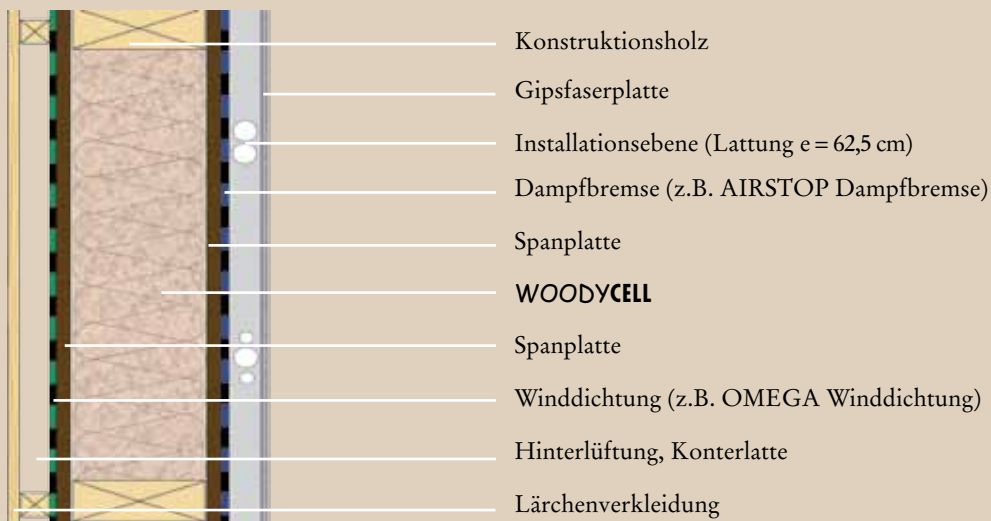 Konstruktionsholz
Gipsfaserplatte
Installationsebene (Lattung e = 62,5 cm)
Dampfbremse (z.B. AIRSTOP Dampfbremse)
Spanplatte
WOODYCELL
Spanplatte
Winddichtung (z.B. OMEGA Winddichtung)
Hinterlüftung, Konterlatte
Lärchenverkleidung